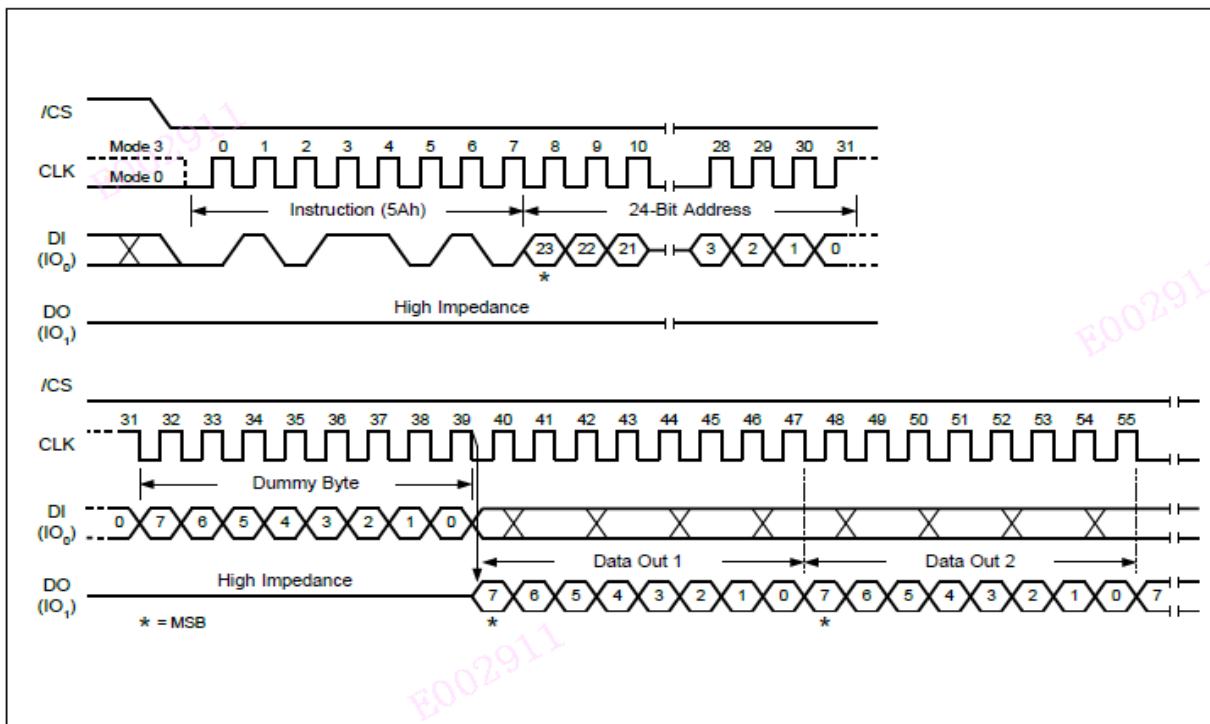 /CS
Mode 3 0 1 2 3 4 5 6 7 8 9 10 28 29 30 31
CLK
Mode 0
Instruction (5Ah) 24-Bit Address
DI
(IO0) 23 22 21 3 2 1 0
*
DO
(IO1) High Impedance
/CS
31 32 33 34 35 36 37 38 39 40 41 42 43 44 45 46 47 48 49 50 51 52 53 54 55
CLK
Dummy Byte
DI
(IO0) 0 7 6 5 4 3 2 1 0
Data Out 1 Data Out 2
DO
(IO1) High Impedance 7 6 5 4 3 2 1 0 7 6 5 4 3 2 1 0 7
* = MSB * *
E002911
E002911
E002911